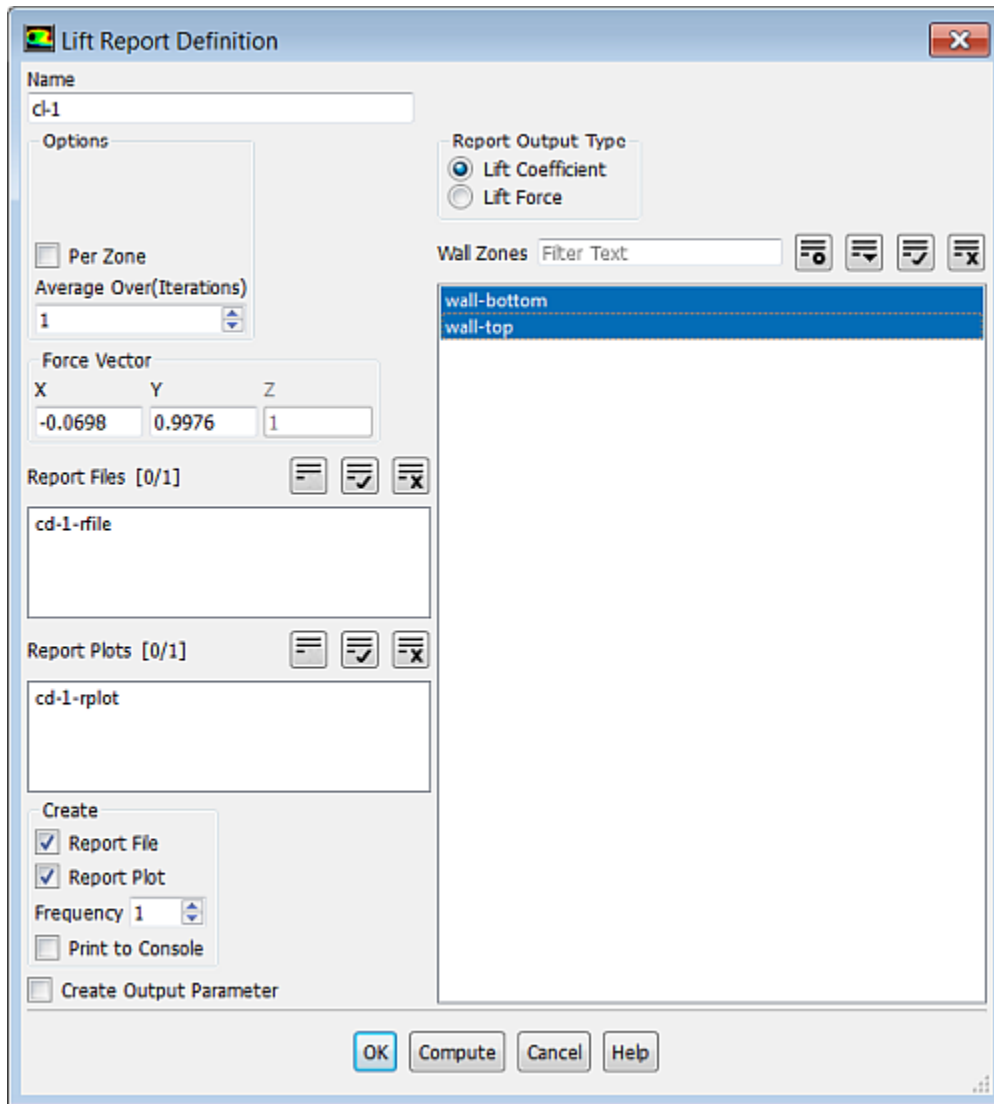 Lift Report Definition
Name
cl-1
Options
Per Zone
Average Over(Iterations)
1
Force Vector
X Y Z
-0.0698 0.9976 1
Report Files [0/1]
cd-1-rfile
Report Plots [0/1]
cd-1-rplot
Create
Report File
Report Plot
Frequency 1
Print to Console
Create Output Parameter
Report Output Type
Lift Coefficient
Lift Force
Wall Zones Filter Text
wall-bottom
wall-top
OK Compute Cancel Help